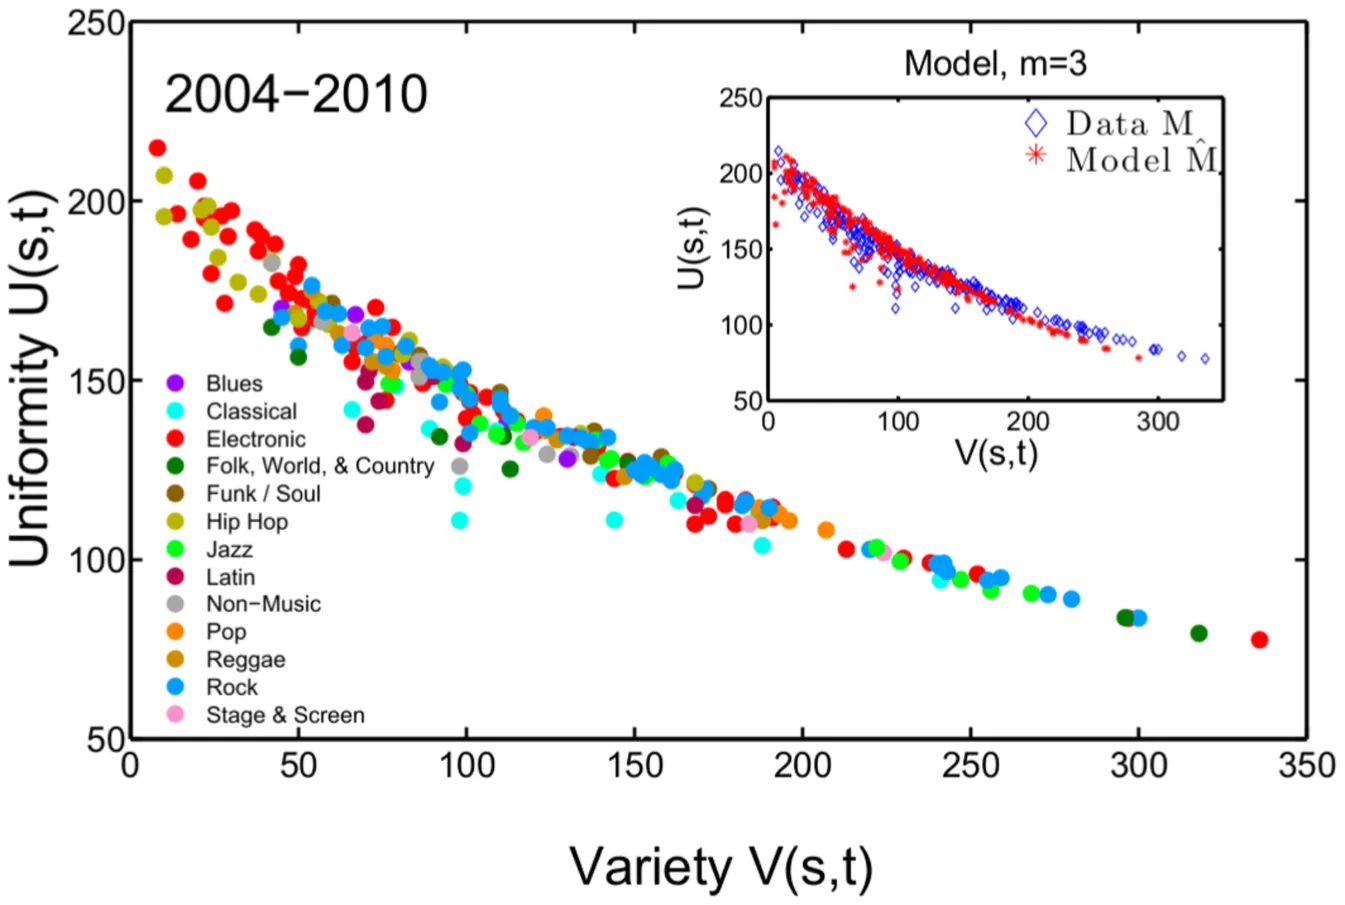 250
200
150
100
50
Uniformity U(s,t)
2004−2010
Blues
Classical
Electronic
Folk, World, & Country
Funk / Soul
Hip Hop
Jazz
Latin
Non−Music
Pop
Reggae
Rock
Stage & Screen
0 50 100 150 200 250 300 350
Variety V(s,t)
Model, m=3
250
200
150
100
50
U(s,t)
Data M
Model M̂
0 100 200 300
V(s,t)